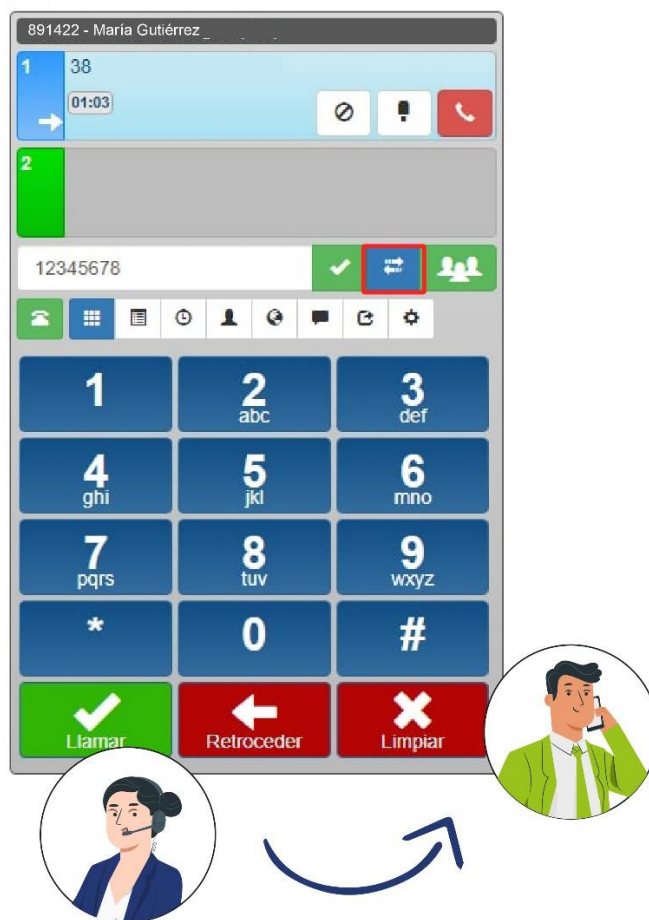 891422 - María Gutiérrez
1 38
01:03
2
12345678
1 2 3
abc def
4 5 6
ghi jkl mno
7 8 9
pqrs tuv wxyz
* 0 #
Llamar Retroceder Limpiar